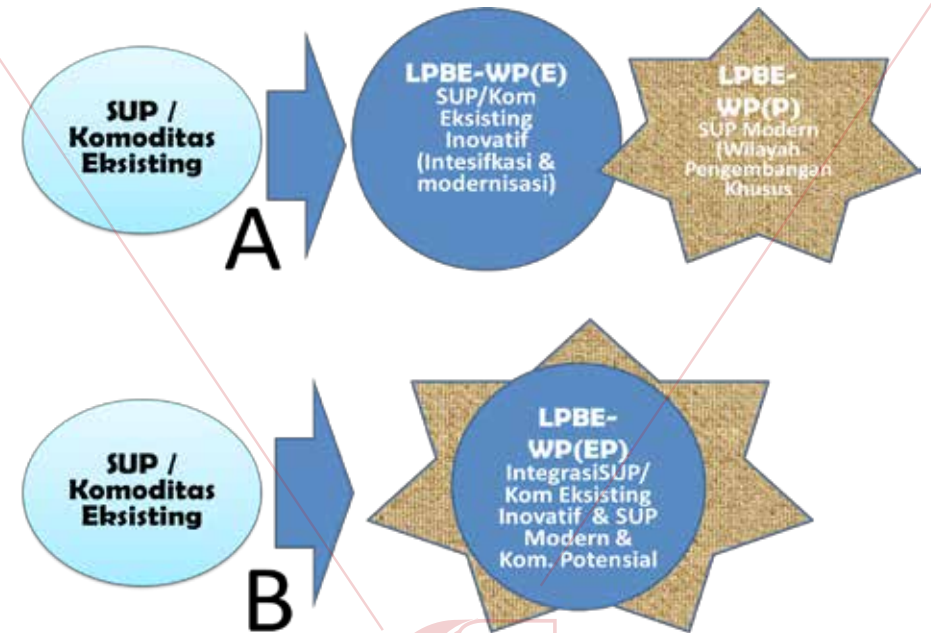 SUP /
Komoditas
Eksisting
A
LPBE-WP(E)
SUP/Kom
Eksisting
Inovatif
(Intesifkasi &
modernisasi)
LPBE-
WP(P)
SUP Modern
(Wilayah
Pengembangan
Khusus
SUP /
Komoditas
Eksisting
B
LPBE-
WP(EP)
IntegrasiSUP/
Kom Eksisting
Inovatif & SUP
Modern &
Kom. Potensial